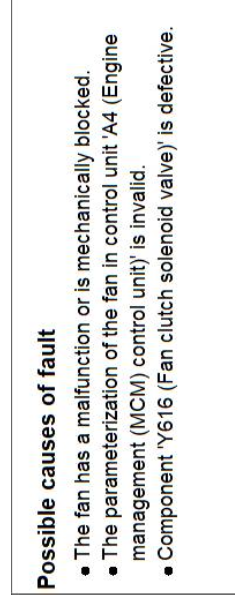 Possible causes of fault
• The fan has a malfunction or is mechanically blocked.
• The parameterization of the fan in control unit 'A4 (Engine
management (MCM) control unit)' is invalid.
• Component 'Y616 (Fan clutch solenoid valve)' is defective.